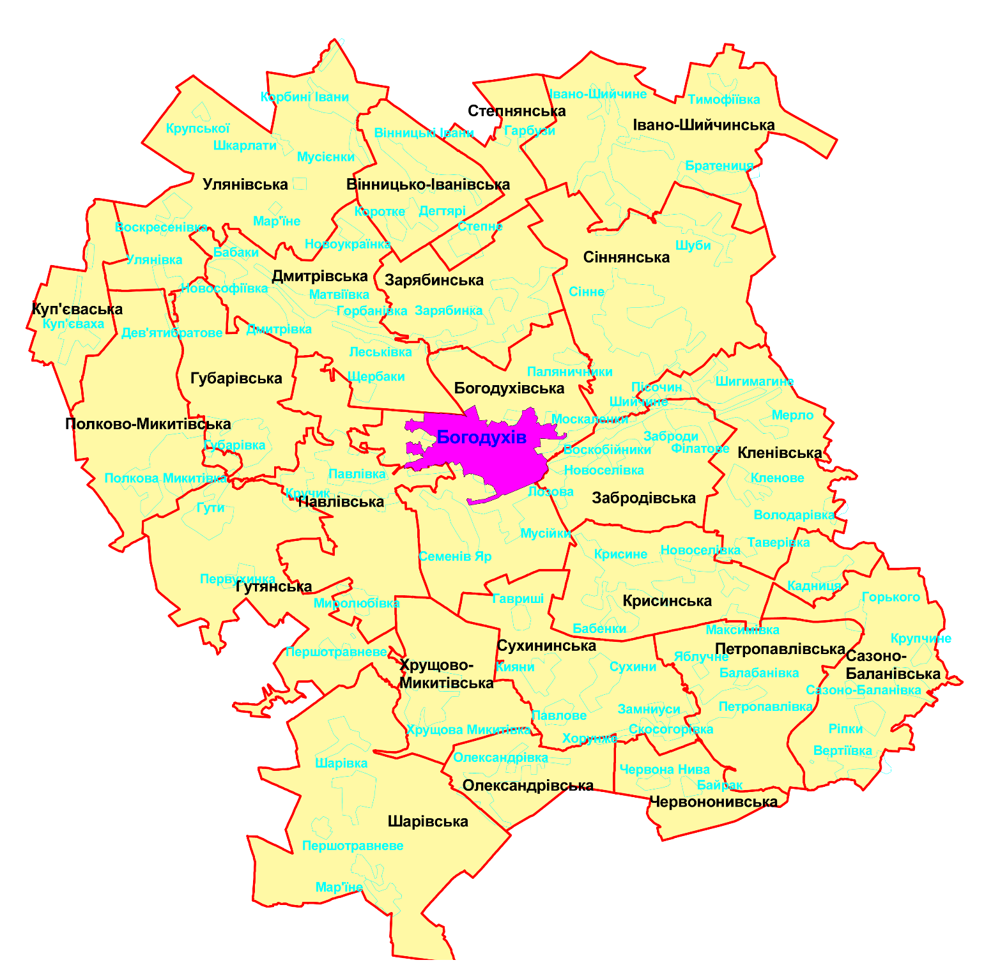 Корбині Івани
Івано-Шийчине
Тимофіївка
Степнянська
Івано-Шийчинська
Крупської
Гарбузи
Вінницькі Івани
Шкарлати
Мусієнки
Братениця
Улянівська
Вінницько-Іванівська
Коротке
Дегтярі
Мар'їне
Воскресенівка
Степне
Новоукраїнка
Шуби
Бабаки
Сіннянська
Улянівка
Дмитрівська
Зарябинська
Новософіївка
Сінне
Матвіївка
Куп'єваська
Горбанівка
Зарябинка
Куп'єваха
Дмитрівка
Дев'ятибратове
Леськівка
Паляничники
Щербаки
Губарівська
Шигимагине
Богодухівська
Пісочин
Шийчине
Мерло
Москаленки
Полково-Микитівська
Богодухів
Заброди
Губарівка
Філатове
Воскобійники
Кленівська
Новоселівка
Павлівка
Полкова Микитівка
Кленове
Лозова
Кручик
Забродівська
Павлівська
Гути
Володарівка
Мусійки
Таверівка
Новоселівка
Крисине
Семенів Яр
Первухинка
Гутянська
Кадниця
Гавриші
Горького
Крисинська
Миролюбівка
Бабенки
Максимівка
Крупчине
Сухининська
Петропавлівська
Першотравневе
Яблучне
Сазоно-
Баланівська
Хрущово-
Микитівська
Кияни
Сухини
Балабанівка
Сазоно-Баланівка
Петропавлівка
Замниуси
Павлове
Хрущова Микитівка
Скосогорівка
Ріпки
Хорунже
Вертіївка
Олександрівка
Шарівка
Червона Нива
Олександрівська
Байрак
Червононивська
Шарівська
Першотравневе
Мар'їне